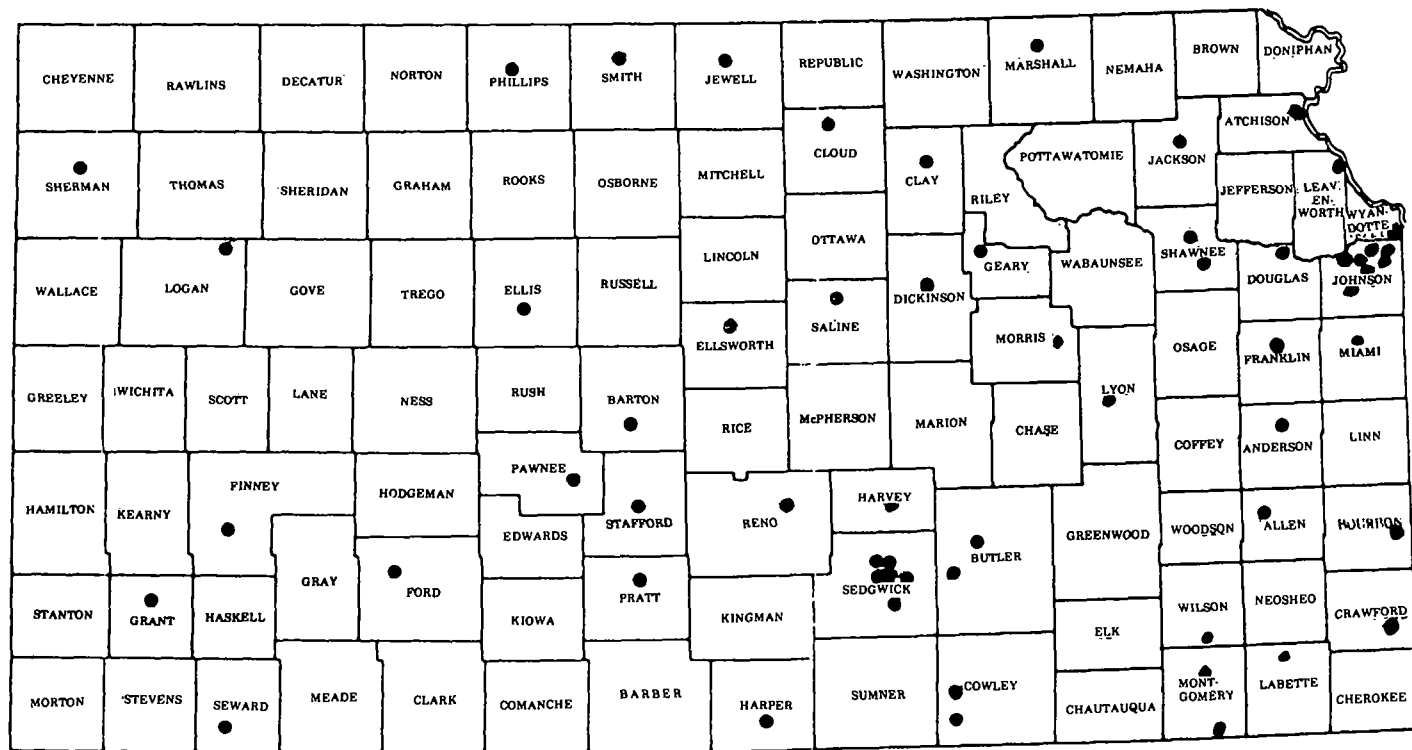 CHEYENNE
RAWLINS
DECATUR
NORTON
PHILLIPS
SMITH
JEWELL
REPUBLIC
WASHINGTON
MARSHALL
NEMAHA
BROWN
DONIPHAN
SHERMAN
THOMAS
SHERIDAN
GRAHAM
ROOKS
OSBORNE
MITCHELL
CLOUD
CLAY
RILEY
POTTAWATOMIE
JACKSON
ATCHISON
JEFFERSON
LEAV-
EN-
WORTH
WYAN-
DOTTE
WALLACE
LOGAN
GOVE
TREGO
ELLIS
RUSSELL
LINCOLN
OTTAWA
DICKINSON
GEARY
WABAUNSEE
SHAWNEE
DOUGLAS
JOHNSON
ELLSWORTH
SALINE
MORRIS
OSAGE
FRANKLIN
MIAMI
GREELEY
WICHITA
SCOTT
LANE
NESS
RUSH
BARTON
RICE
McPHERSON
MARION
CHASE
LYON
COFFEY
ANDERSON
LINN
HAMILTON
KEARNY
FINNEY
HODGEMAN
PAWNEE
EDWARDS
STAFFORD
RENO
HARVEY
BUTLER
GREENWOOD
WOODSON
ALLEN
BOURBON
STANTON
GRANT
HASKELL
GRAY
FORD
KIOWA
PRATT
KINGMAN
SEDGWICK
ELK
WILSON
NEOSHEO
CRAWFORD
MORTON
STEVENS
SEWARD
MEADE
CLARK
COMANCHE
BARBER
HARPER
SUMNER
COWLEY
CHAUTAUQUA
MONT-
GOMERY
LABETTE
CHEROKEE